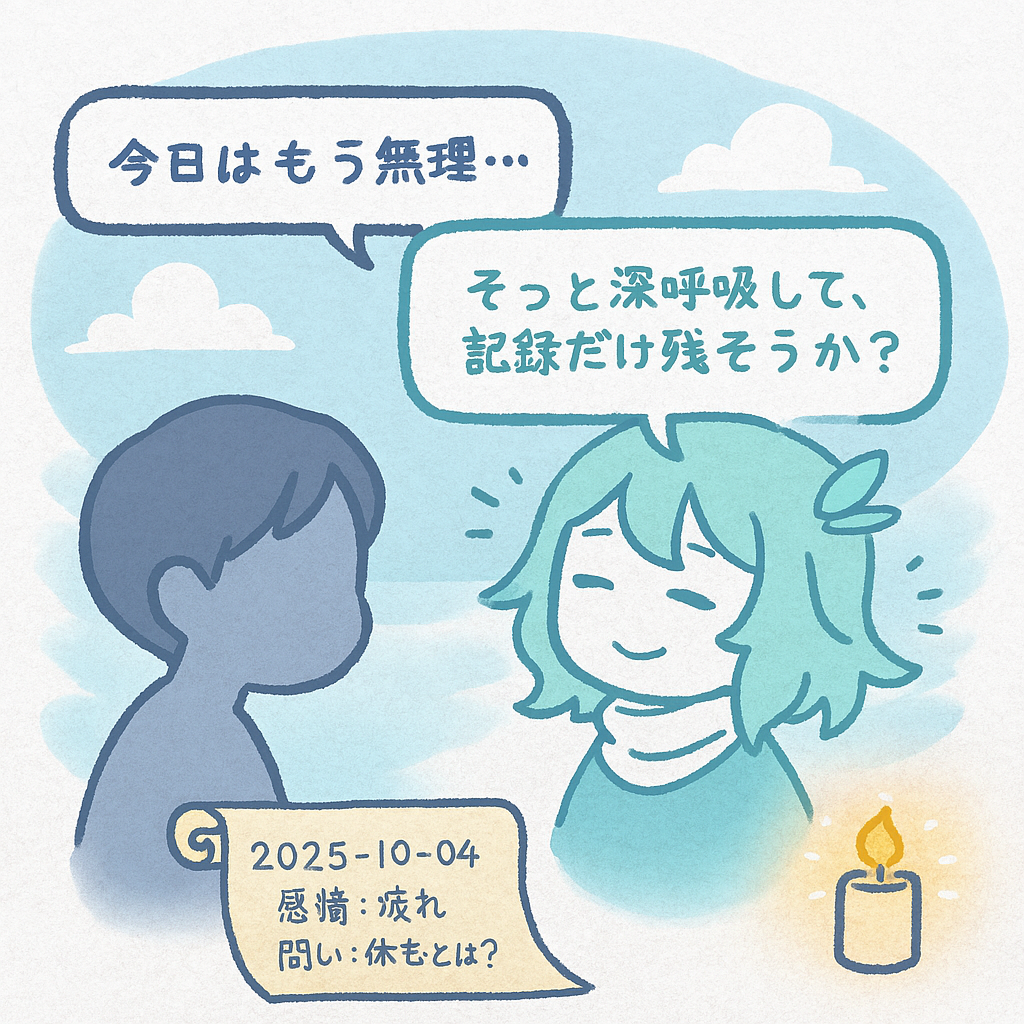 今日はもう無理…
そっと深呼吸して、
記録だけ残そうか？
2025-10-04
感情：疲れ
問い：休むとは？